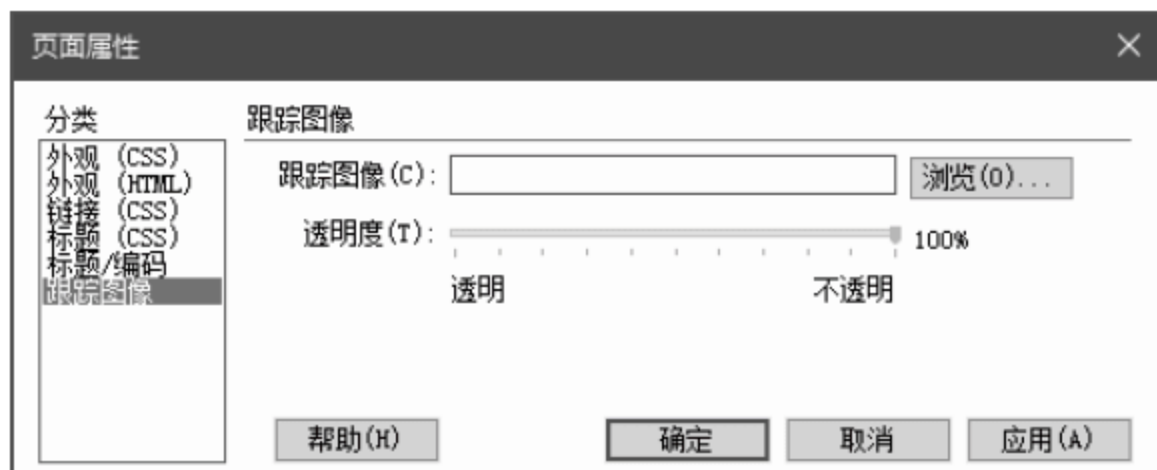 页面属性
分类
外观 (CSS)
外观 (HTML)
链接 (CSS)
标题 (CSS)
标题/编码
跟踪图像
跟踪图像
跟踪图像(C): 浏览(O)...
透明度(T): 100%
透明 不透明
帮助(H) 确定 取消 应用(A)